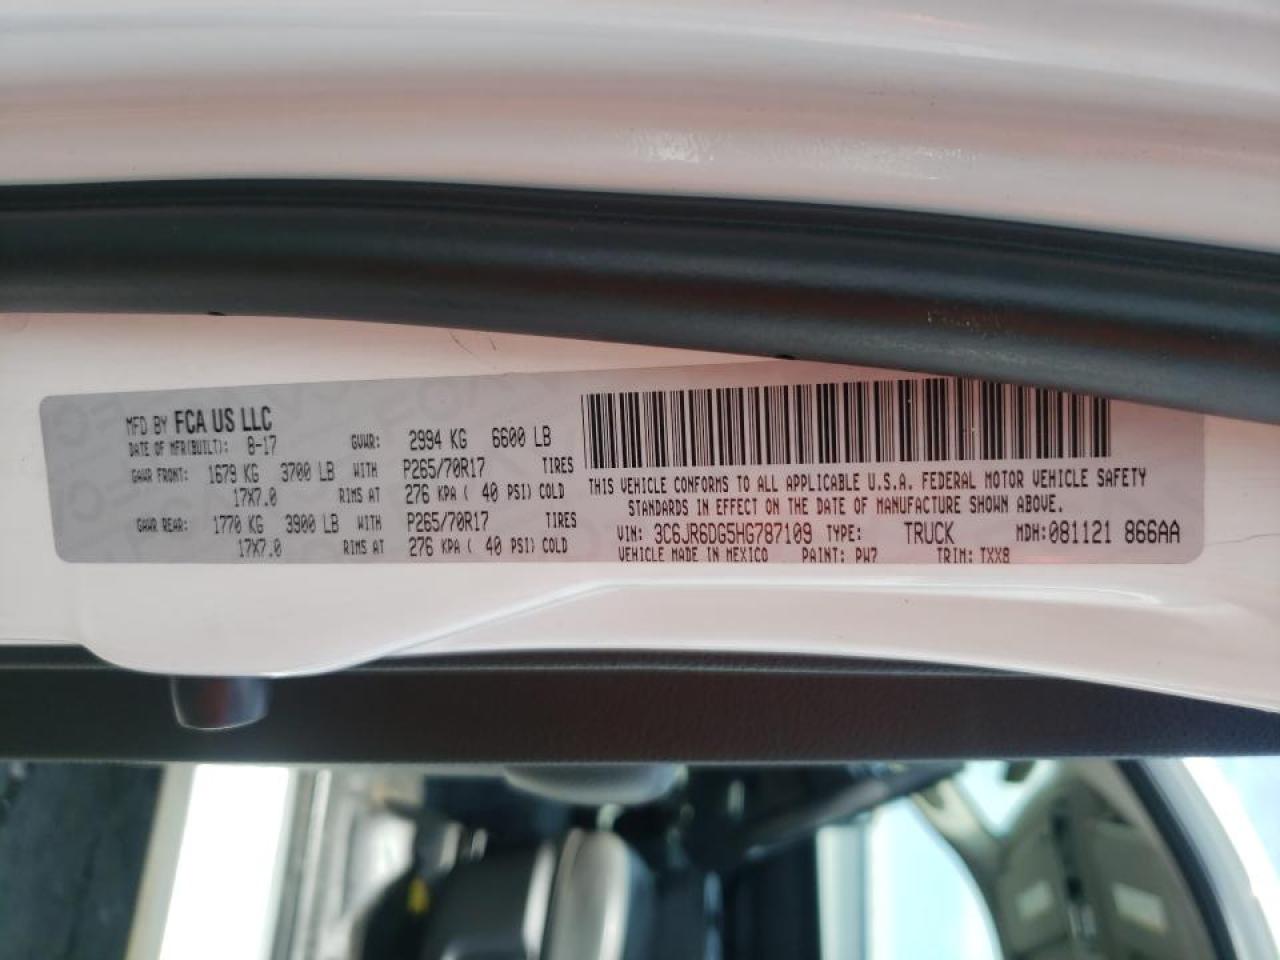 MFD BY FCA US LLC
DATE OF MFR(BUILT): 8-17 GVWR: 2994 KG 6600 LB
GAWR FRONT: 1679 KG 3700 LB WITH P265/70R17 TIRES
17X7.0 RIMS AT 276 KPA ( 40 PSI) COLD
GAWR REAR: 1770 KG 3900 LB WITH P265/70R17 TIRES
17X7.0 RIMS AT 276 KPA ( 40 PSI) COLD
THIS VEHICLE CONFORMS TO ALL APPLICABLE U.S.A. FEDERAL MOTOR VEHICLE SAFETY
STANDARDS IN EFFECT ON THE DATE OF MANUFACTURE SHOWN ABOVE.
VIN: 3C6JR6DG5HG787109 TYPE: TRUCK MDH:081121 866AA
VEHICLE MADE IN MEXICO PAINT: PW7 TRIM: TXX8